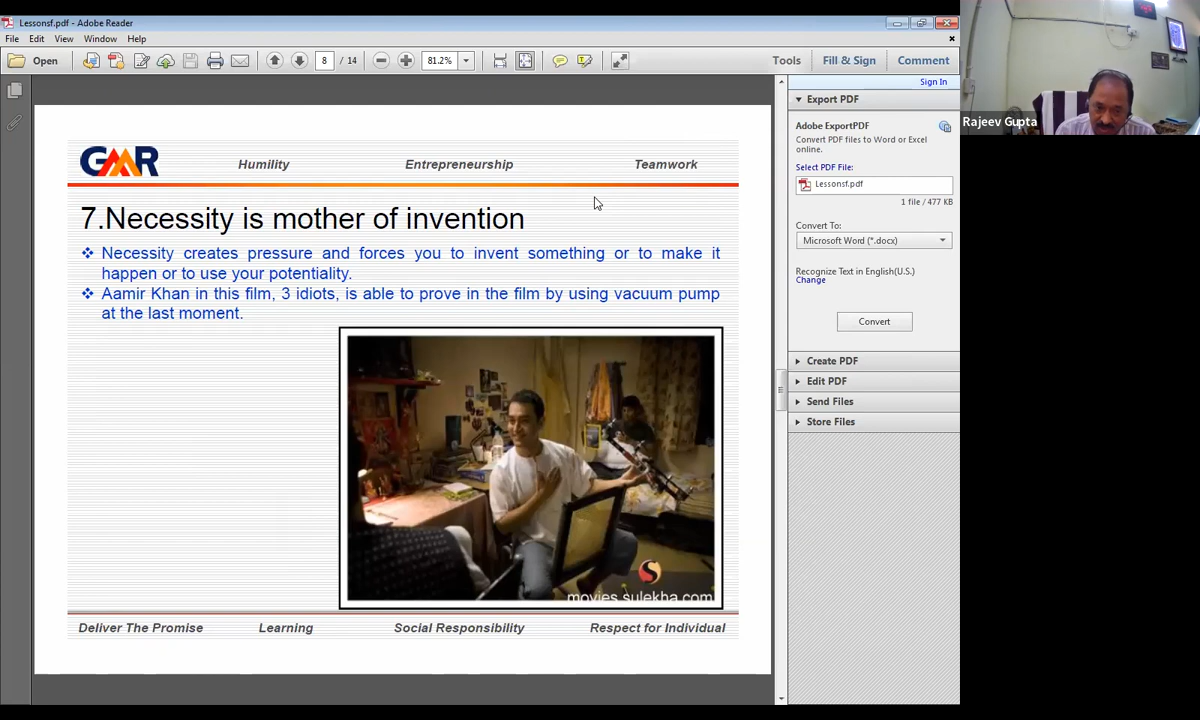 Lessonsf.pdf - Adobe Reader
File Edit View Window Help
Open 8 / 14 81.2% Tools Fill & Sign Comment
Sign In
Export PDF
Adobe ExportPDF
Convert PDF files to Word or Excel
online.
Select PDF File:
Lessonsf.pdf
1 file / 477 KB
Convert To:
Microsoft Word (*.docx)
Recognize Text in English(U.S.)
Change
Convert
Create PDF
Edit PDF
Send Files
Store Files
GMR Humility Entrepreneurship Teamwork
7.Necessity is mother of invention
Necessity creates pressure and forces you to invent something or to make it
happen or to use your potentiality.
Aamir Khan in this film, 3 idiots, is able to prove in the film by using vacuum pump
at the last moment.
movies.sulekha.com
Deliver The Promise Learning Social Responsibility Respect for Individual
Rajeev Gupta